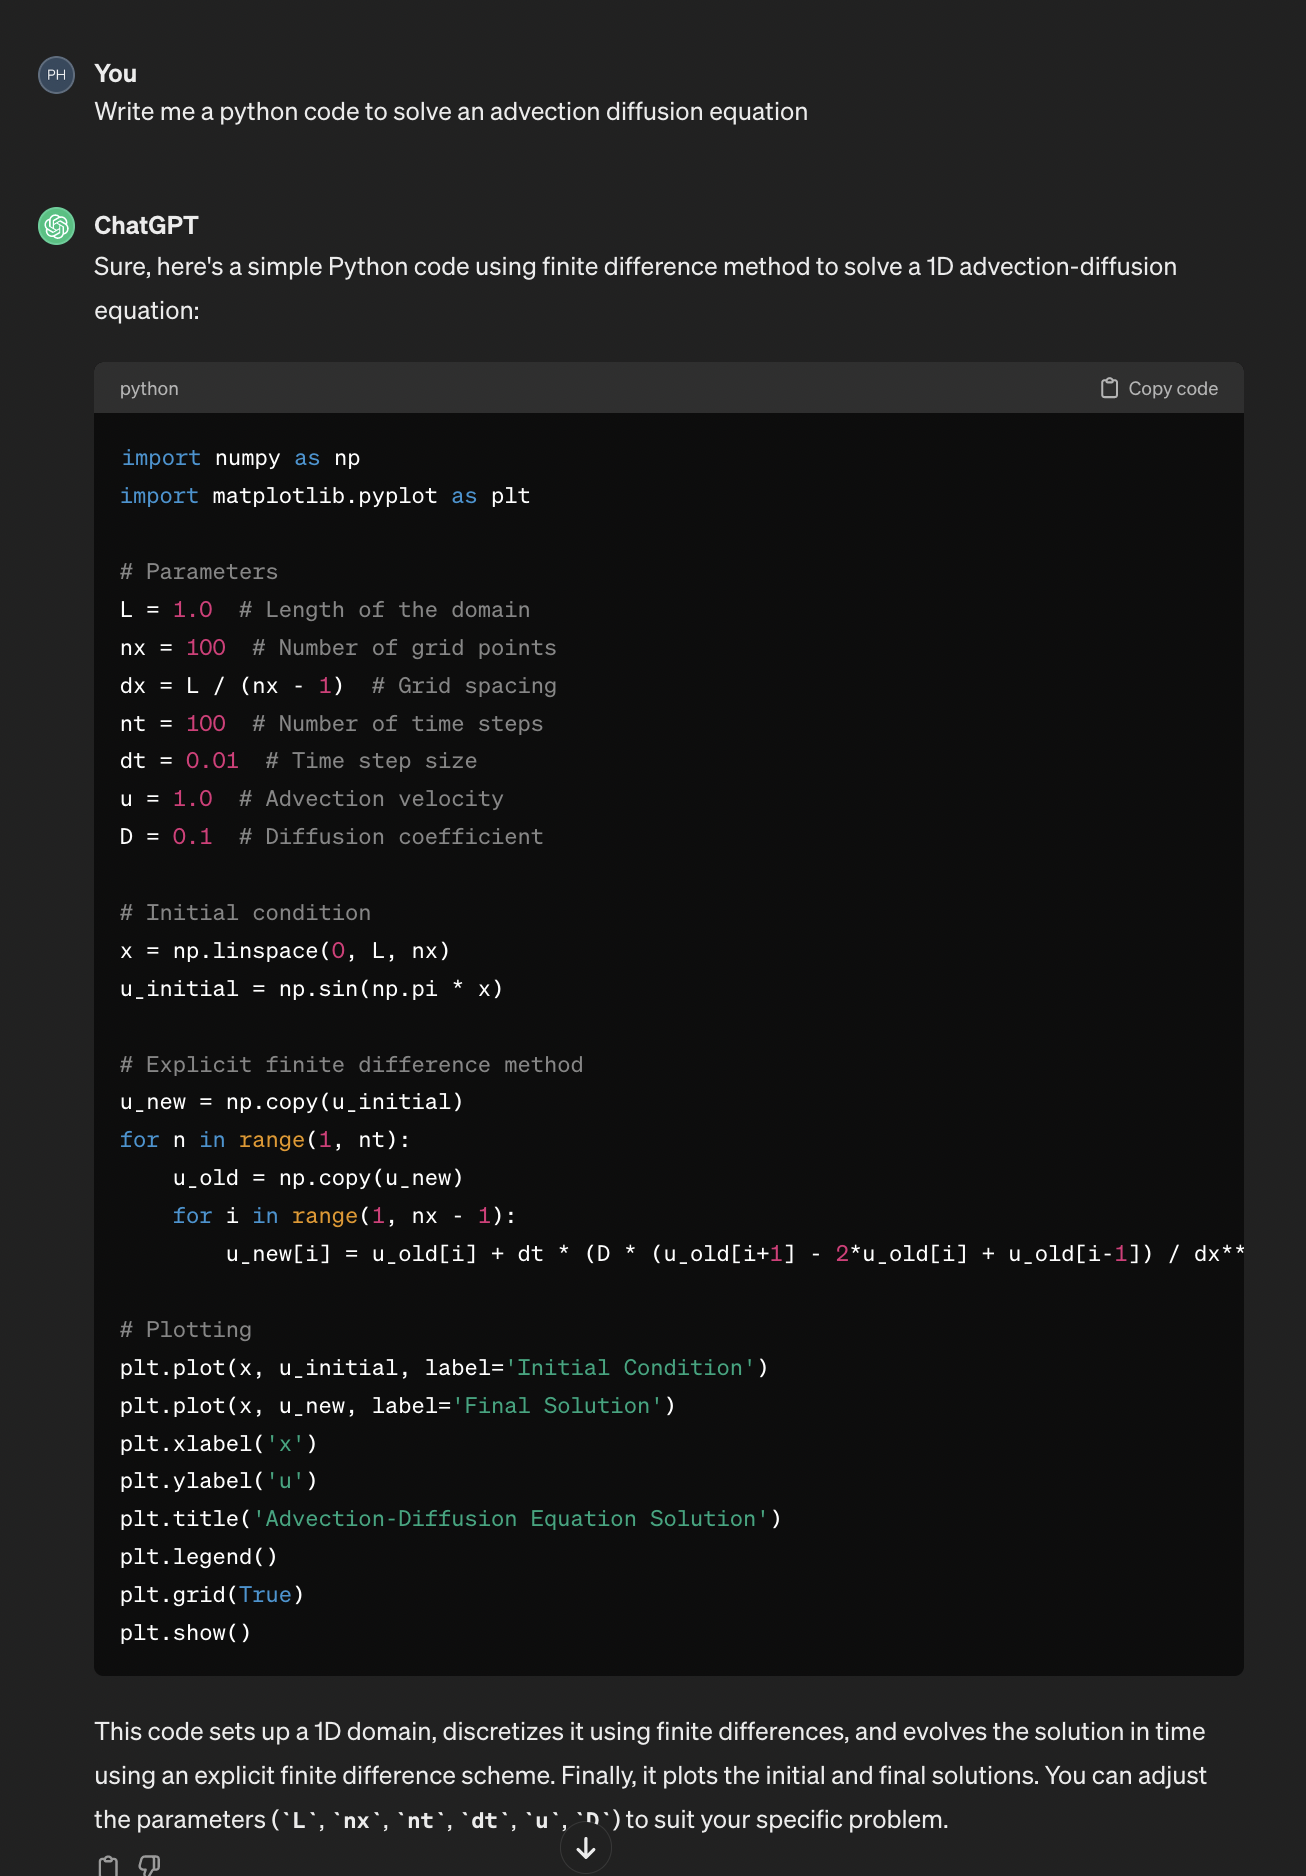 PH
You
Write me a python code to solve an advection diffusion equation
ChatGPT
Sure, here's a simple Python code using finite difference method to solve a 1D advection-diffusion
equation:
python
Copy code
import numpy as np
import matplotlib.pyplot as plt
# Parameters
L = 1.0  # Length of the domain
nx = 100  # Number of grid points
dx = L / (nx - 1)  # Grid spacing
nt = 100  # Number of time steps
dt = 0.01  # Time step size
u = 1.0  # Advection velocity
D = 0.1  # Diffusion coefficient
# Initial condition
x = np.linspace(0, L, nx)
u_initial = np.sin(np.pi * x)
# Explicit finite difference method
u_new = np.copy(u_initial)
for n in range(1, nt):
    u_old = np.copy(u_new)
    for i in range(1, nx - 1):
        u_new[i] = u_old[i] + dt * (D * (u_old[i+1] - 2*u_old[i] + u_old[i-1]) / dx**
# Plotting
plt.plot(x, u_initial, label='Initial Condition')
plt.plot(x, u_new, label='Final Solution')
plt.xlabel('x')
plt.ylabel('u')
plt.title('Advection-Diffusion Equation Solution')
plt.legend()
plt.grid(True)
plt.show()
This code sets up a 1D domain, discretizes it using finite differences, and evolves the solution in time
using an explicit finite difference scheme. Finally, it plots the initial and final solutions. You can adjust
the parameters (`L`, `nx`, `nt`, `dt`, `u`, `D`) to suit your specific problem.